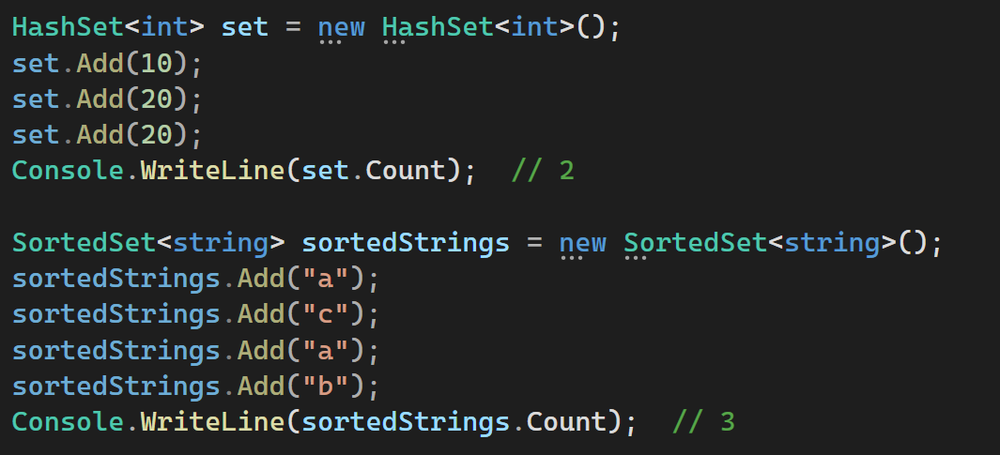 HashSet<int> set = new HashSet<int>();
set.Add(10);
set.Add(20);
set.Add(20);
Console.WriteLine(set.Count);  // 2
SortedSet<string> sortedStrings = new SortedSet<string>();
sortedStrings.Add("a");
sortedStrings.Add("c");
sortedStrings.Add("a");
sortedStrings.Add("b");
Console.WriteLine(sortedStrings.Count);  // 3